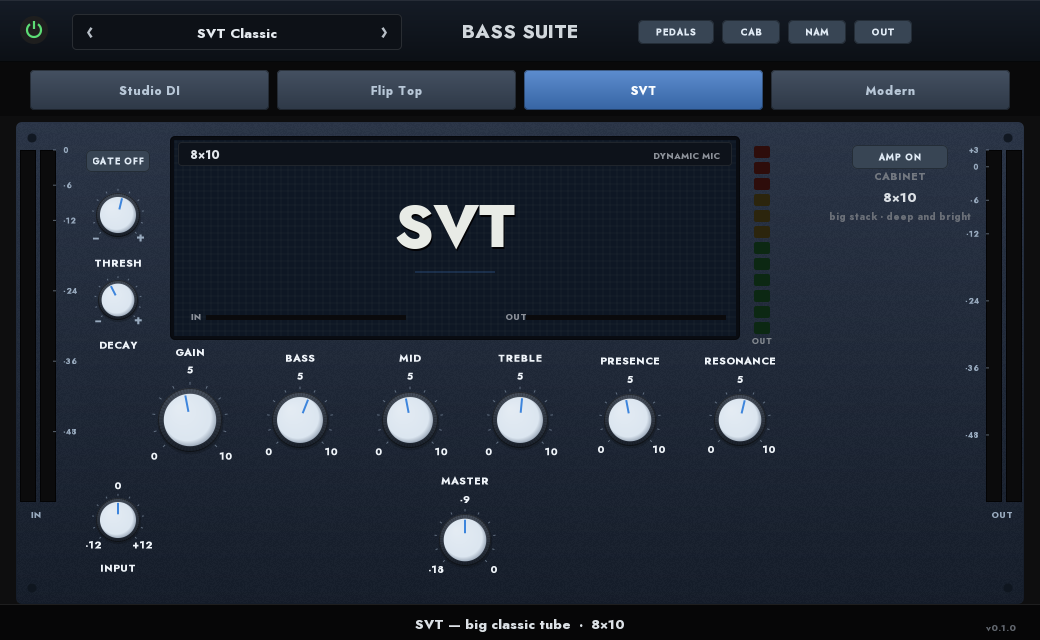 ‹ SVT Classic ›
BASS SUITE
PEDALS CAB NAM OUT
Studio DI Flip Top SVT Modern
0
-6
-12
-24
-36
-48
IN
GATE OFF
− +
THRESH
− +
DECAY
8x10 DYNAMIC MIC
SVT
IN OUT
OUT
AMP ON
CABINET
8x10
big stack · deep and bright
+3
0
-6
-12
-24
-36
-48
OUT
GAIN BASS MID TREBLE PRESENCE RESONANCE
5 5 5 5 5 5
0 10 0 10 0 10 0 10 0 10 0 10
0
-12 +12
INPUT
MASTER
-9
-18 0
SVT — big classic tube · 8x10
v0.1.0